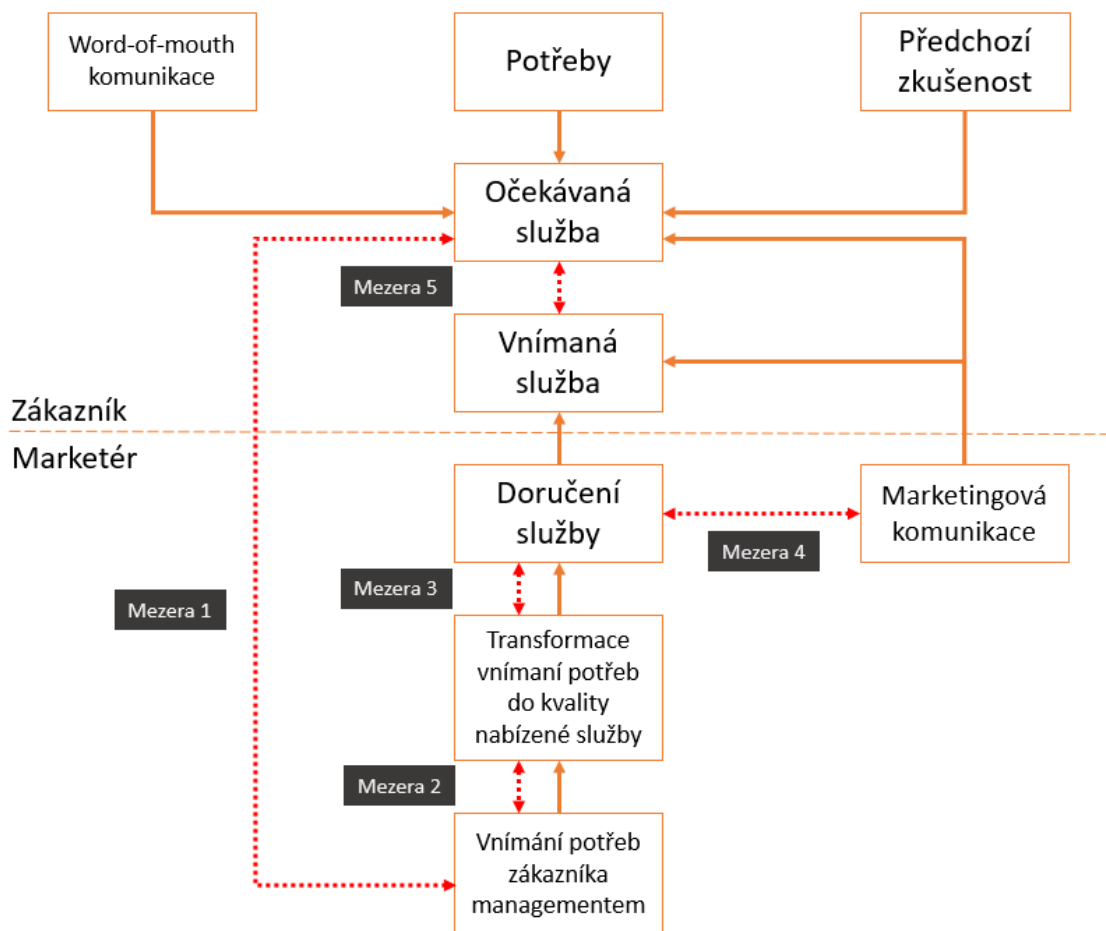 Word-of-mouth
komunikace
Potřeby
Předchozí
zkušenost
Očekávaná
služba
Mezera 5
Vnímaná
služba
Zákazník
Marketér
Doručení
služby
Marketingová
komunikace
Mezera 4
Mezera 3
Mezera 1
Transformace
vnímaní potřeb
do kvality
nabízené služby
Mezera 2
Vnímání potřeb
zákazníka
managementem